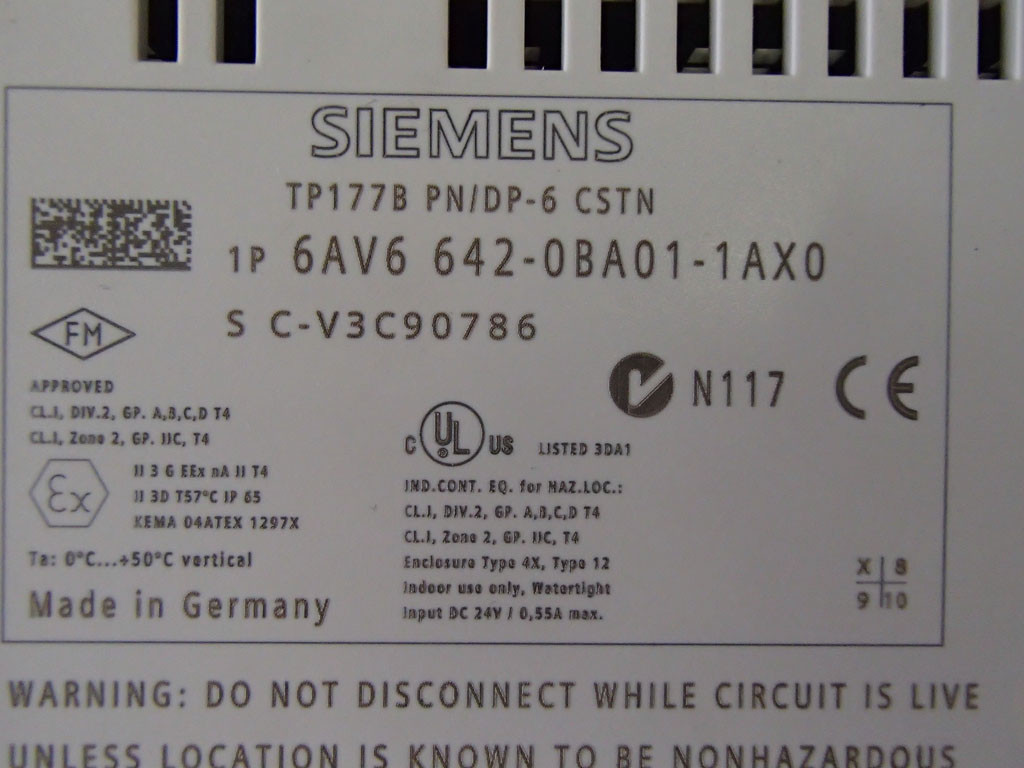 SIEMENS
TP177B PN/DP-6 CSTN
1P 6AV6 642-0BA01-1AX0
S C-V3C90786
FM
APPROVED
CL.I, DIV.2, GP. A,B,C,D T4
CL.I, Zone 2, GP. IIC, T4
N117 CE
C UL US LISTED 3DA1
Ex
II 3 G EEx nA II T4
II 3D T57°C IP 65
KEMA 04ATEX 1297X
Ta: 0°C...+50°C vertical
Made in Germany
IND.CONT. EQ. for HAZ.LOC.:
CL.I, DIV.2, GP. A,B,C,D T4
CL.I, Zone 2, GP. IIC, T4
Enclosure Type 4X, Type 12
Indoor use only, Watertight
Input DC 24V / 0,55A max.
X 8
9 10
WARNING: DO NOT DISCONNECT WHILE CIRCUIT IS LIVE
UNLESS LOCATION IS KNOWN TO BE NONHAZARDOUS